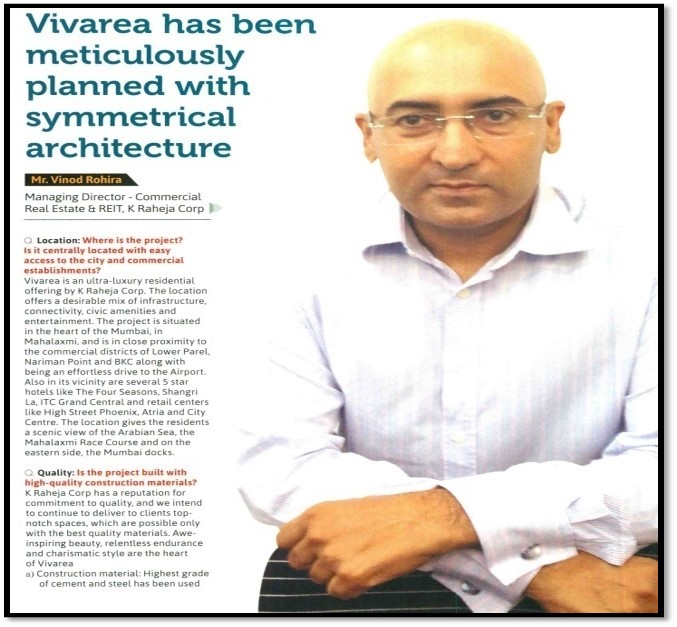 Vivarea has been
meticulously
planned with
symmetrical
architecture
Mr. Vinod Rohira
Managing Director - Commercial
Real Estate & REIT, K Raheja Corp
Q Location: Where is the project?
Is it centrally located with easy
access to the city and commercial
establishments?
Vivarea is an ultra-luxury residential
offering by K Raheja Corp. The location
offers a desirable mix of infrastructure,
connectivity, civic amenities and
entertainment. The project is situated
in the heart of the Mumbai, in
Mahalaxmi, and is in close proximity to
the commercial districts of Lower Parel,
Nariman Point and BKC along with
being an effortless drive to the Airport.
Also in its vicinity are several 5 star
hotels like The Four Seasons, Shangri
La, ITC Grand Central and retail centers
like High Street Phoenix, Atria and City
Centre. The location gives the residents
a scenic view of the Arabian Sea, the
Mahalaxmi Race Course and on the
eastern side, the Mumbai docks.
Q Quality: Is the project built with
high-quality construction materials?
K Raheja Corp has a reputation for
commitment to quality, and we intend
to continue to deliver to clients top-
notch spaces, which are possible only
with the best quality materials. Awe-
inspiring beauty, relentless endurance
and charismatic style are the heart
of Vivarea
a) Construction material: Highest grade
of cement and steel has been used